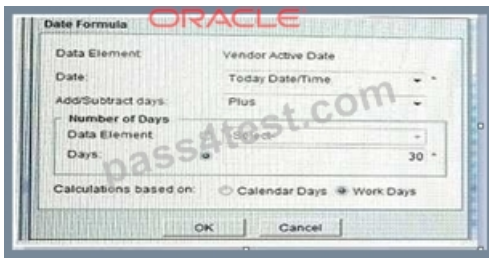 ORACLE
Date Formula
Data Element: Vendor Active Date
Date: Today Date/Time *
Add/Subtract days: Plus
Number of Days
Data Element -Select-
Days: 30 *
Calculations based on: Calendar Days Work Days
OK Cancel
pass4test.com